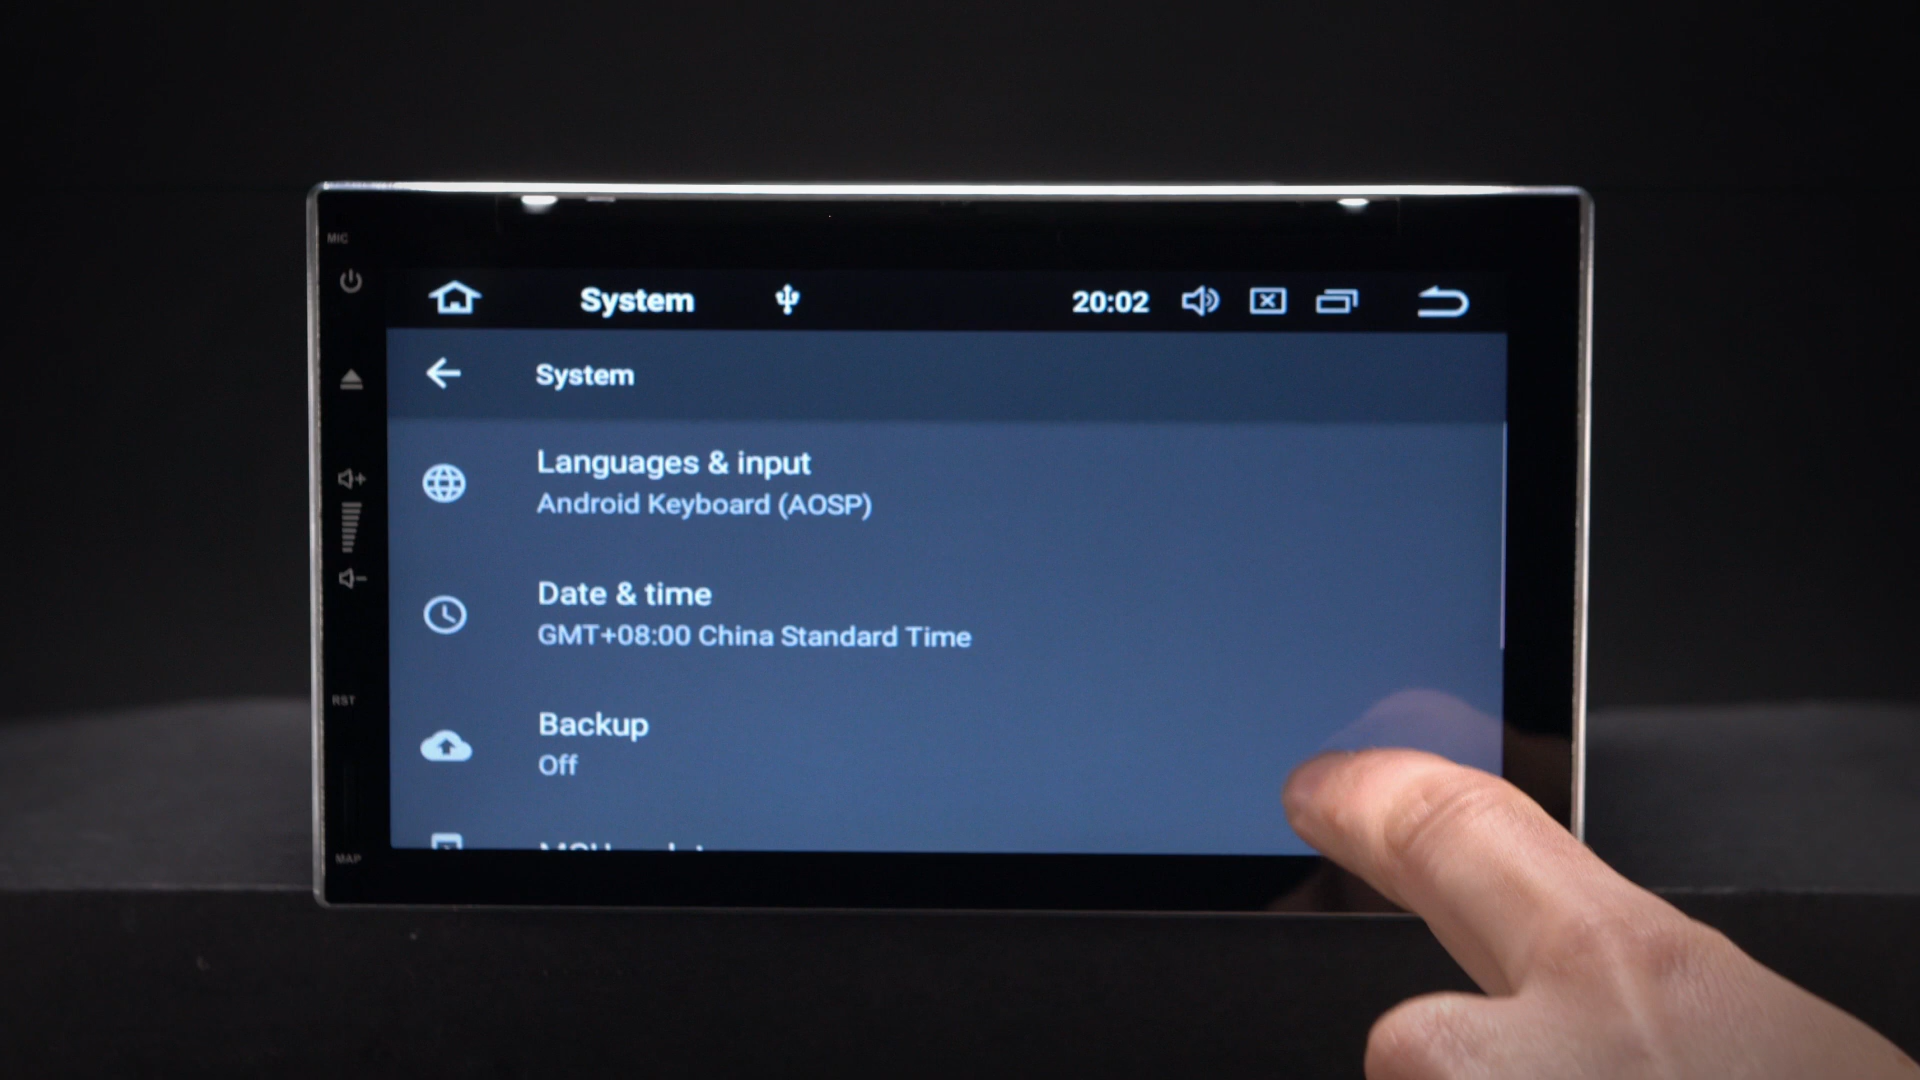 MIC
System
20:02
System
Languages & input
Android Keyboard (AOSP)
Date & time
GMT+08:00 China Standard Time
RST
Backup
Off
MAP